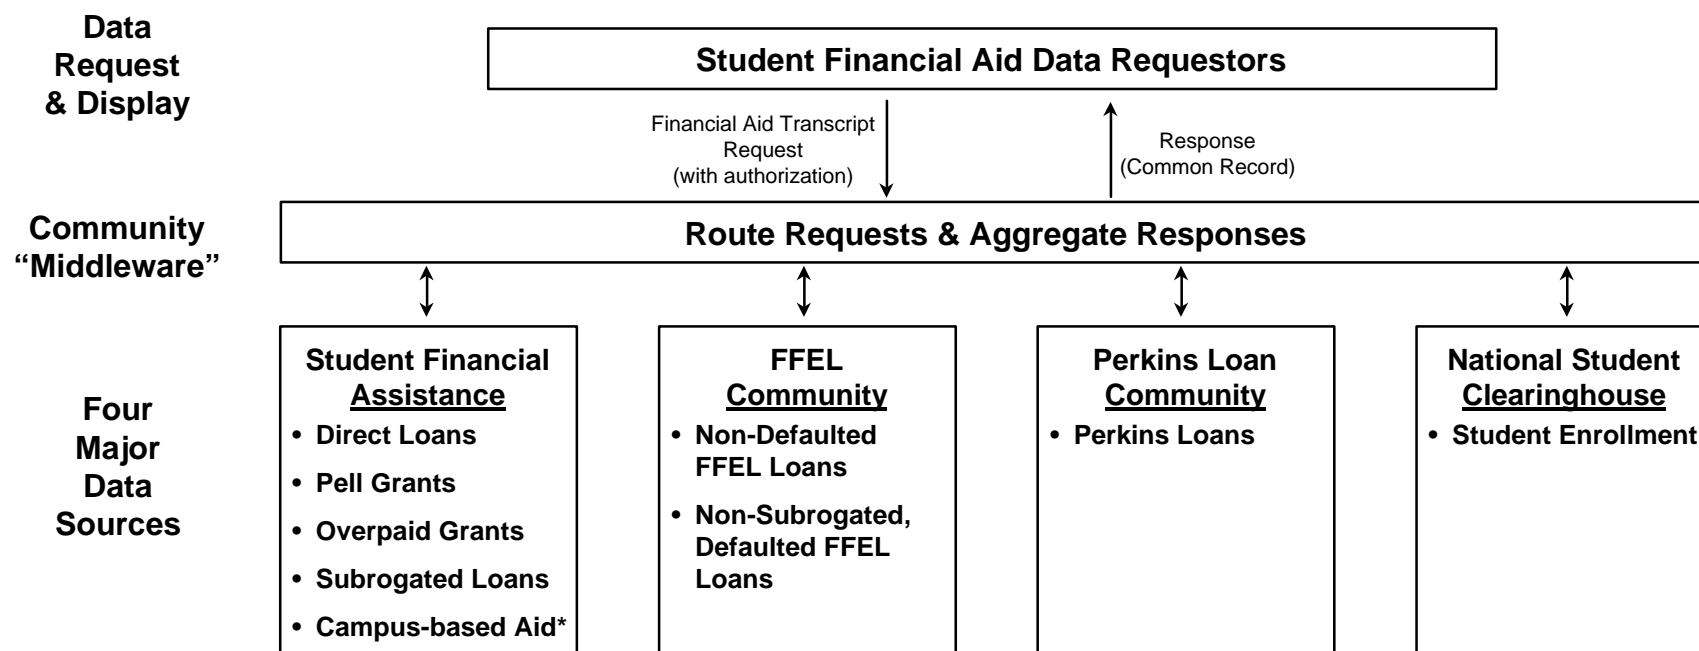 Data
Request
& Display
Student Financial Aid Data Requestors
Financial Aid Transcript
Request
(with authorization)
Response
(Common Record)
Community
“Middleware”
Route Requests & Aggregate Responses
Four
Major
Data
Sources
Student Financial
Assistance
• Direct Loans
• Pell Grants
• Overpaid Grants
• Subrogated Loans
• Campus-based Aid*
FFEL
Community
• Non-Defaulted
FFEL Loans
• Non-Subrogated,
Defaulted FFEL
Loans
Perkins Loan
Community
• Perkins Loans
National Student
Clearinghouse
• Student Enrollment